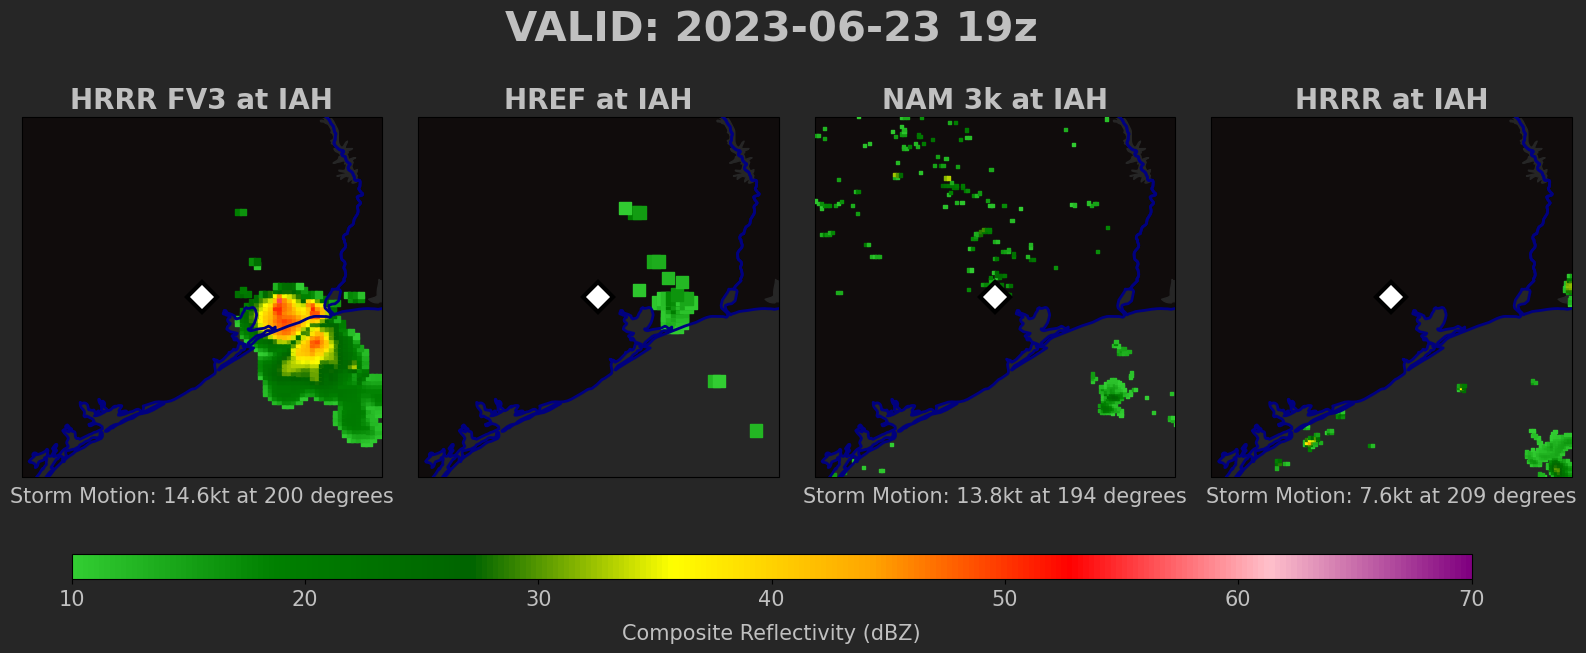 VALID: 2023-06-23 19z
HRRR FV3 at IAH
HREF at IAH
NAM 3k at IAH
HRRR at IAH
Storm Motion: 14.6kt at 200 degrees
Storm Motion: 13.8kt at 194 degrees
Storm Motion: 7.6kt at 209 degrees
10 20 30 40 50 60 70
Composite Reflectivity (dBZ)